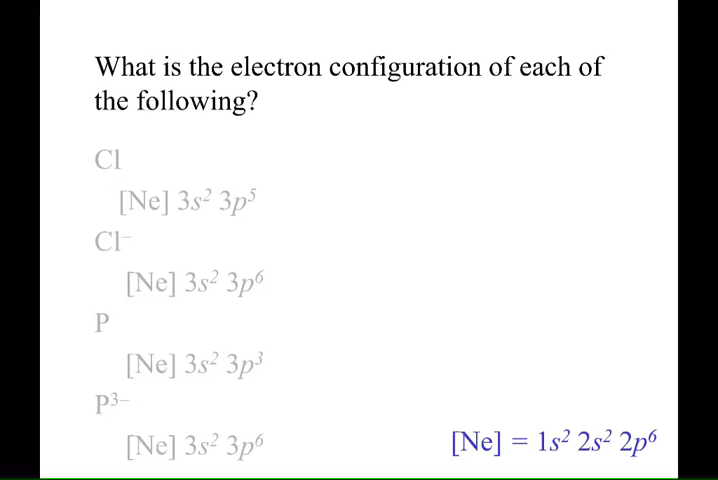 What is the electron configuration of each of
the following?
Cl
[Ne] 3s² 3p⁵
Cl⁻
[Ne] 3s² 3p⁶
P
[Ne] 3s² 3p³
P³⁻
[Ne] 3s² 3p⁶
[Ne] = 1s² 2s² 2p⁶